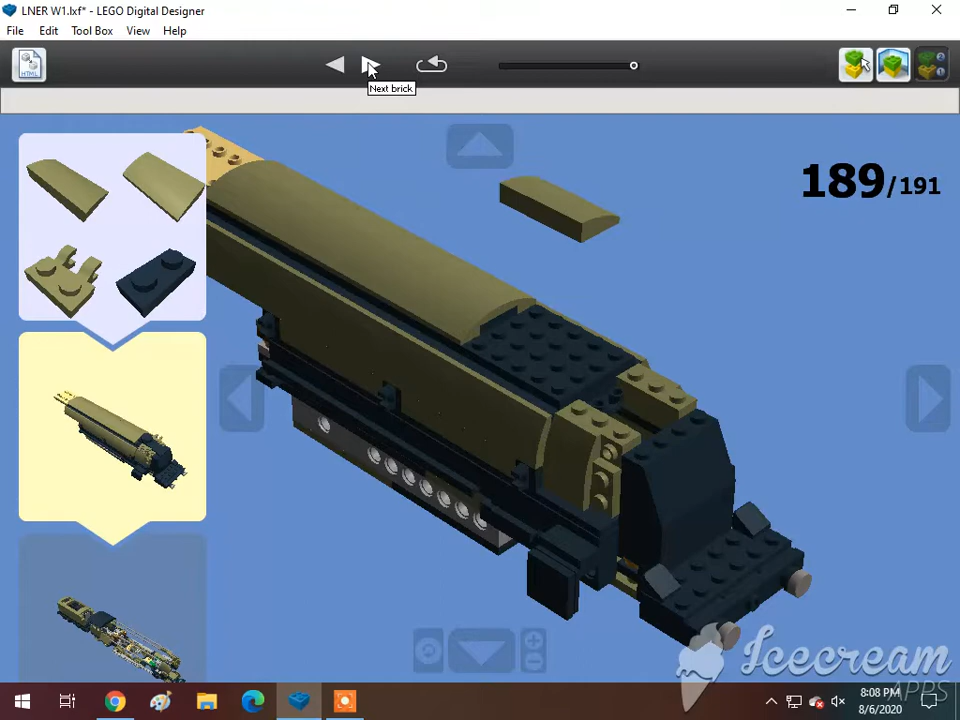 LNER W1.lxf* - LEGO Digital Designer
File Edit Tool Box View Help
HTML
Next brick
189/191
Icecream
APPS
8:08 PM
8/6/2020